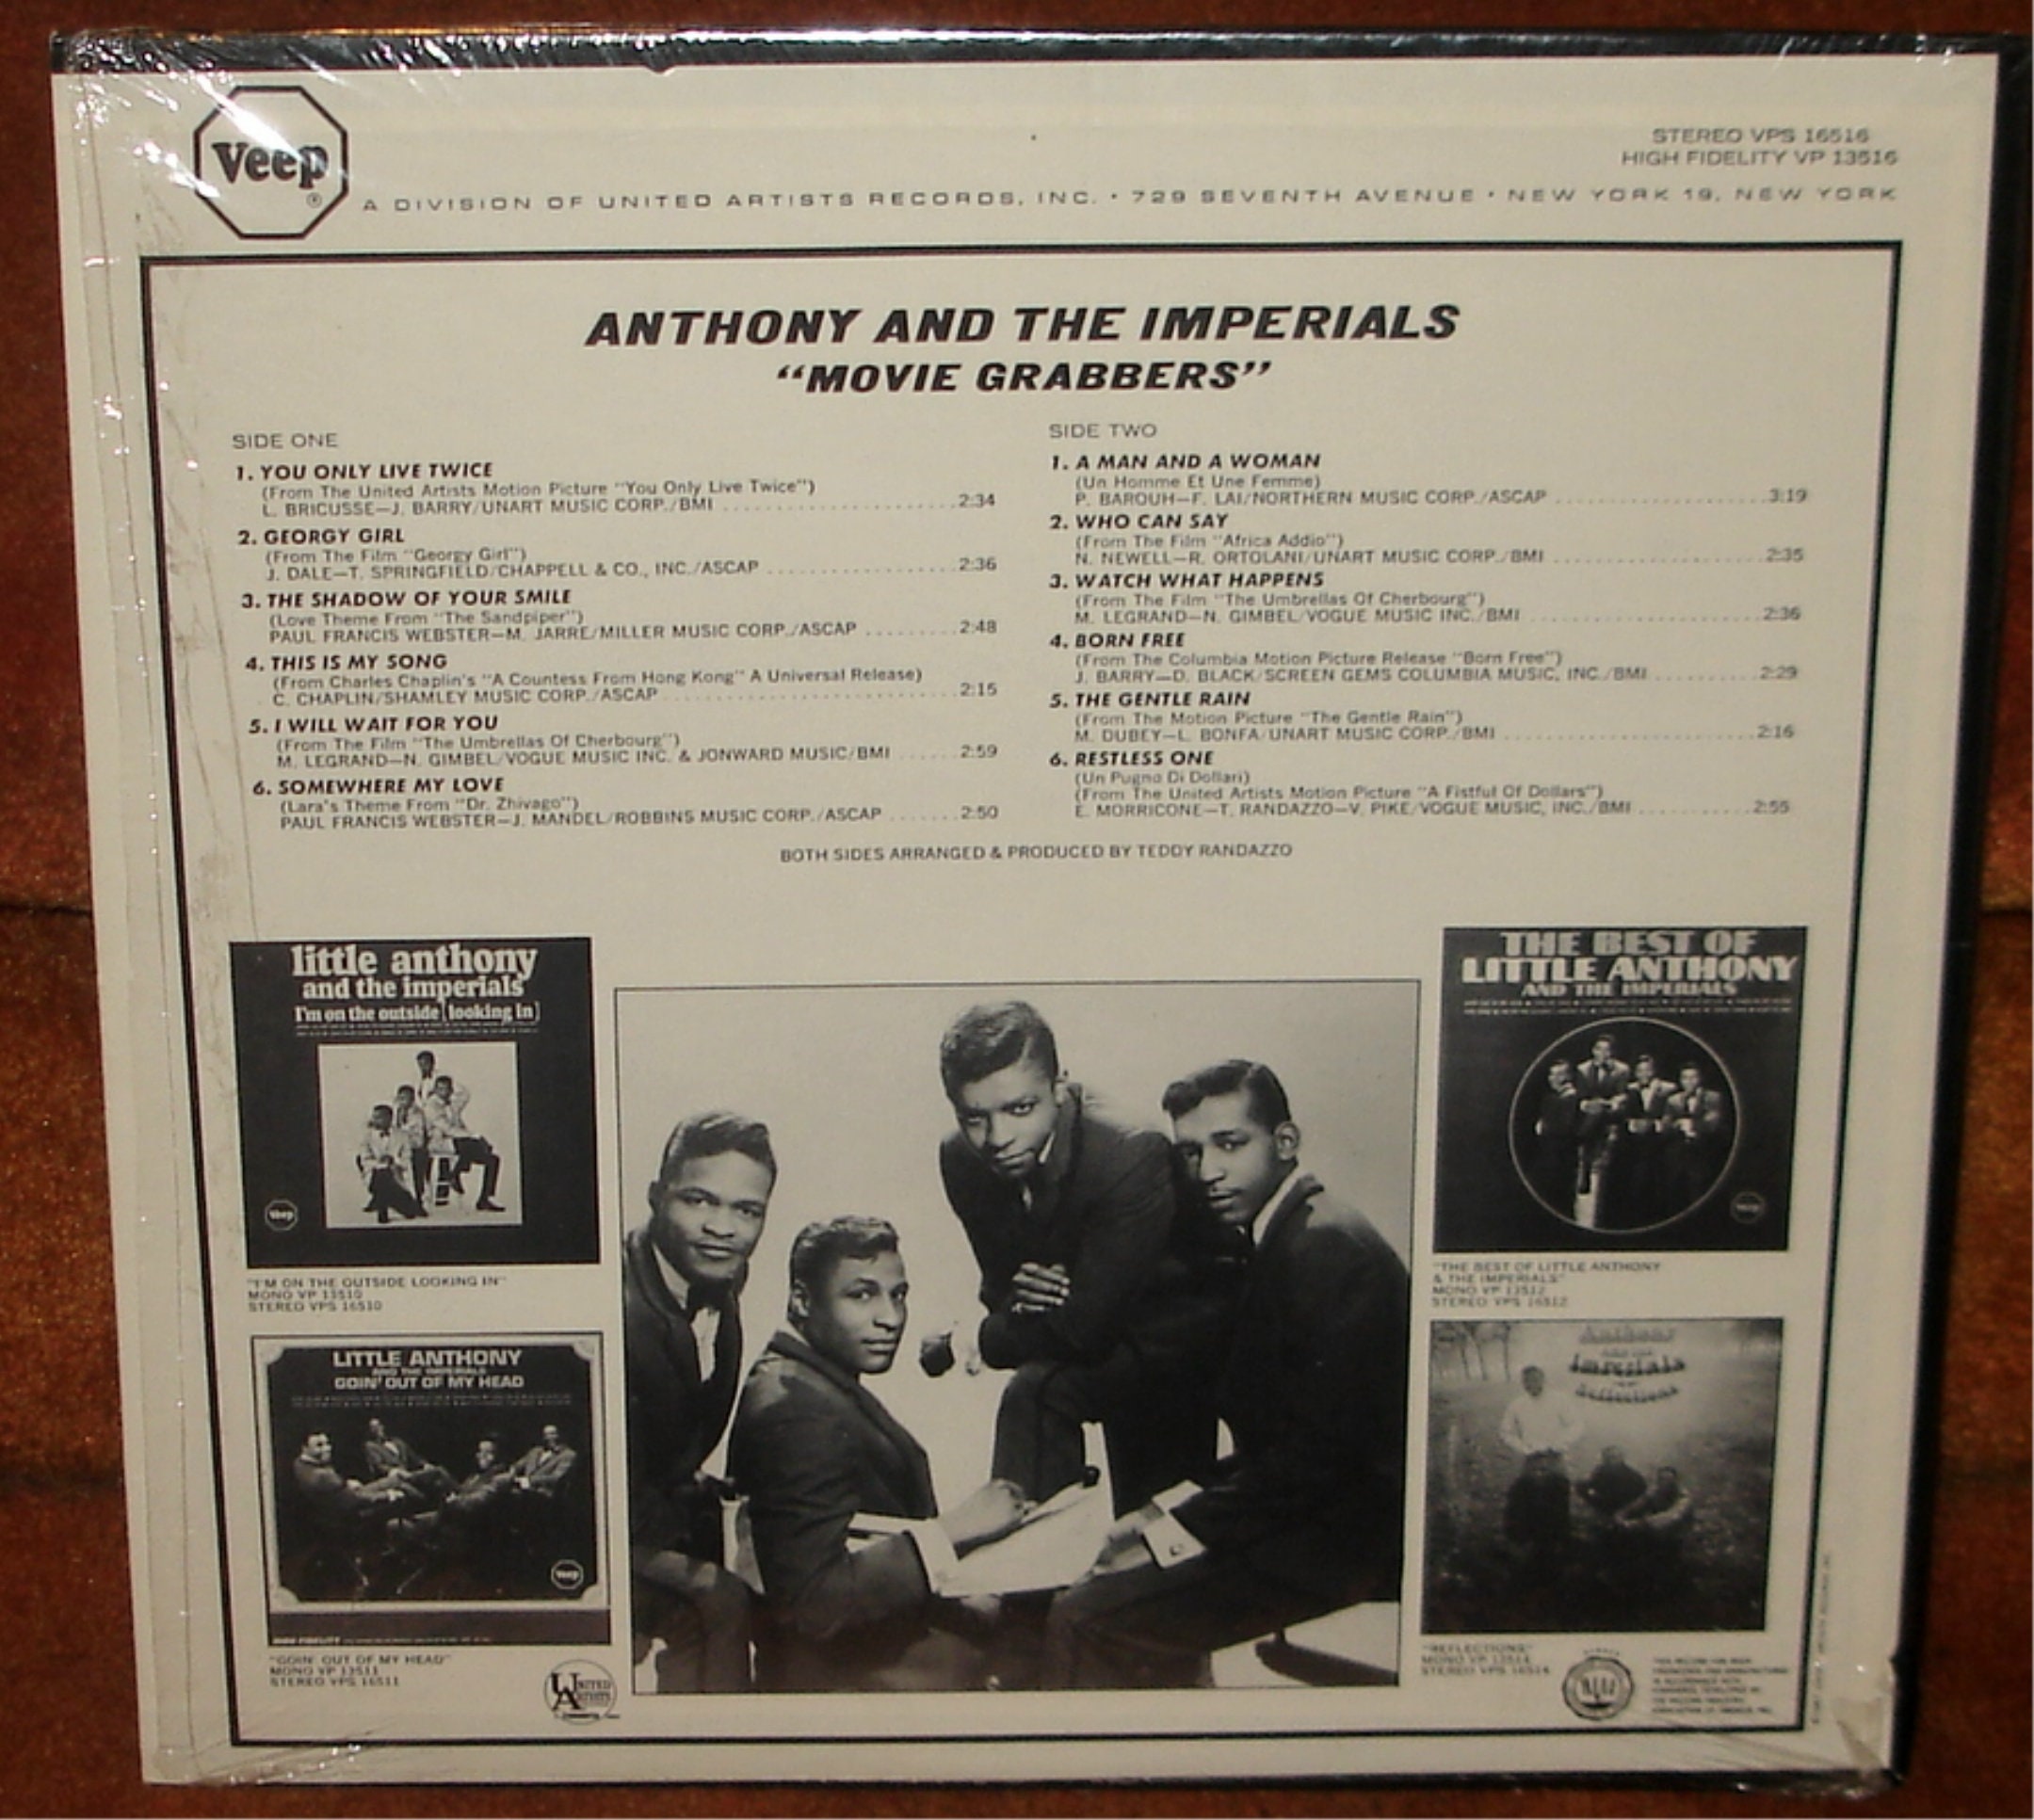 Veep
®
STEREO VPS 16516
HIGH FIDELITY VP 13516
A DIVISION OF UNITED ARTISTS RECORDS, INC. • 729 SEVENTH AVENUE • NEW YORK 19, NEW YORK
ANTHONY AND THE IMPERIALS
“MOVIE GRABBERS”
SIDE ONE
1. YOU ONLY LIVE TWICE
(From The United Artists Motion Picture "You Only Live Twice")
L. BRICUSSE—J. BARRY/UNART MUSIC CORP./BMI ........................ 2:34
2. GEORGY GIRL
(From The Film "Georgy Girl")
J. DALE—T. SPRINGFIELD/CHAPPELL & CO., INC./ASCAP ................... 2:36
3. THE SHADOW OF YOUR SMILE
(Love Theme From "The Sandpiper")
PAUL FRANCIS WEBSTER—M. JARRE/MILLER MUSIC CORP./ASCAP ......... 2:48
4. THIS IS MY SONG
(From Charles Chaplin's "A Countess From Hong Kong" A Universal Release)
C. CHAPLIN/SHAMLEY MUSIC CORP./ASCAP ............................. 2:15
5. I WILL WAIT FOR YOU
(From The Film "The Umbrellas Of Cherbourg")
M. LEGRAND—N. GIMBEL/VOGUE MUSIC INC. & JONWARD MUSIC/BMI ...... 2:59
6. SOMEWHERE MY LOVE
(Lara's Theme From "Dr. Zhivago")
PAUL FRANCIS WEBSTER—J. MANDEL/ROBBINS MUSIC CORP./ASCAP ....... 2:50
SIDE TWO
1. A MAN AND A WOMAN
(Un Homme Et Une Femme)
P. BAROUH—F. LAI/NORTHERN MUSIC CORP./ASCAP ..................... 3:19
2. WHO CAN SAY
(From The Film "Africa Addio")
N. NEWELL—R. ORTOLANI/UNART MUSIC CORP./BMI ..................... 2:35
3. WATCH WHAT HAPPENS
(From The Film "The Umbrellas Of Cherbourg")
M. LEGRAND—N. GIMBEL/VOGUE MUSIC INC./BMI ........................ 2:36
4. BORN FREE
(From The Columbia Motion Picture Release "Born Free")
J. BARRY—D. BLACK/SCREEN GEMS COLUMBIA MUSIC, INC./BMI .......... 2:29
5. THE GENTLE RAIN
(From The Motion Picture "The Gentle Rain")
M. DUBEY—L. BONFA/UNART MUSIC CORP./BMI ......................... 2:16
6. RESTLESS ONE
(Un Pugno Di Dollari)
(From The United Artists Motion Picture "A Fistful Of Dollars")
E. MORRICONE—T. RANDAZZO—V. PIKE/VOGUE MUSIC, INC./BMI ........... 2:55
BOTH SIDES ARRANGED & PRODUCED BY TEDDY RANDAZZO
little anthony
and the imperials
I'm on the outside (looking in)
Veep
"I'M ON THE OUTSIDE LOOKING IN"
MONO VP 13510
STEREO VPS 16510
LITTLE ANTHONY
AND THE IMPERIALS
GOIN' OUT OF MY HEAD
Veep
HIGH FIDELITY
"GOIN' OUT OF MY HEAD"
MONO VP 13511
STEREO VPS 16511
UNITED
ARTISTS
THE BEST OF
LITTLE ANTHONY
AND THE IMPERIALS
Veep
"THE BEST OF LITTLE ANTHONY
& THE IMPERIALS"
MONO VP 13512
STEREO VPS 16512
Anthony
Imperials
Reflections
"REFLECTIONS"
MONO VP 13514
STEREO VPS 16514